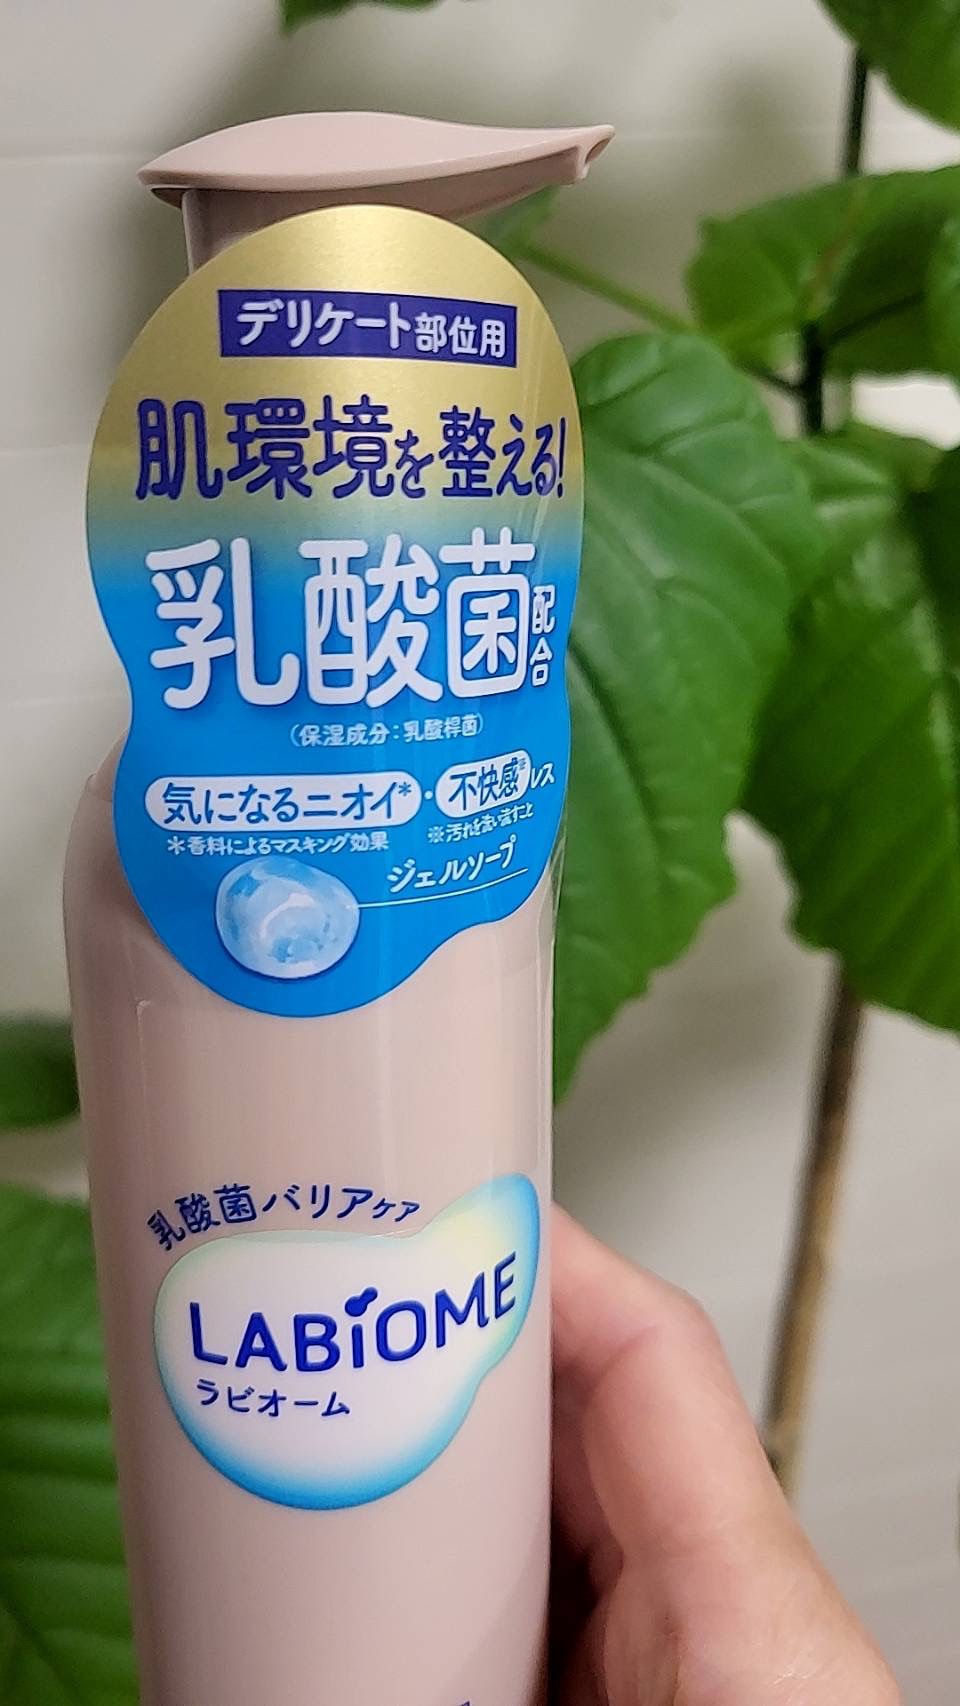 デリケート部位用
肌環境を整える!
乳酸菌配合
(保湿成分:乳酸桿菌)
気になるニオイ*・不快感※レス
*香料によるマスキング効果
※汚れを洗い流すこと
ジェルソープ
乳酸菌バリアケア
LABiOME
ラビオーム